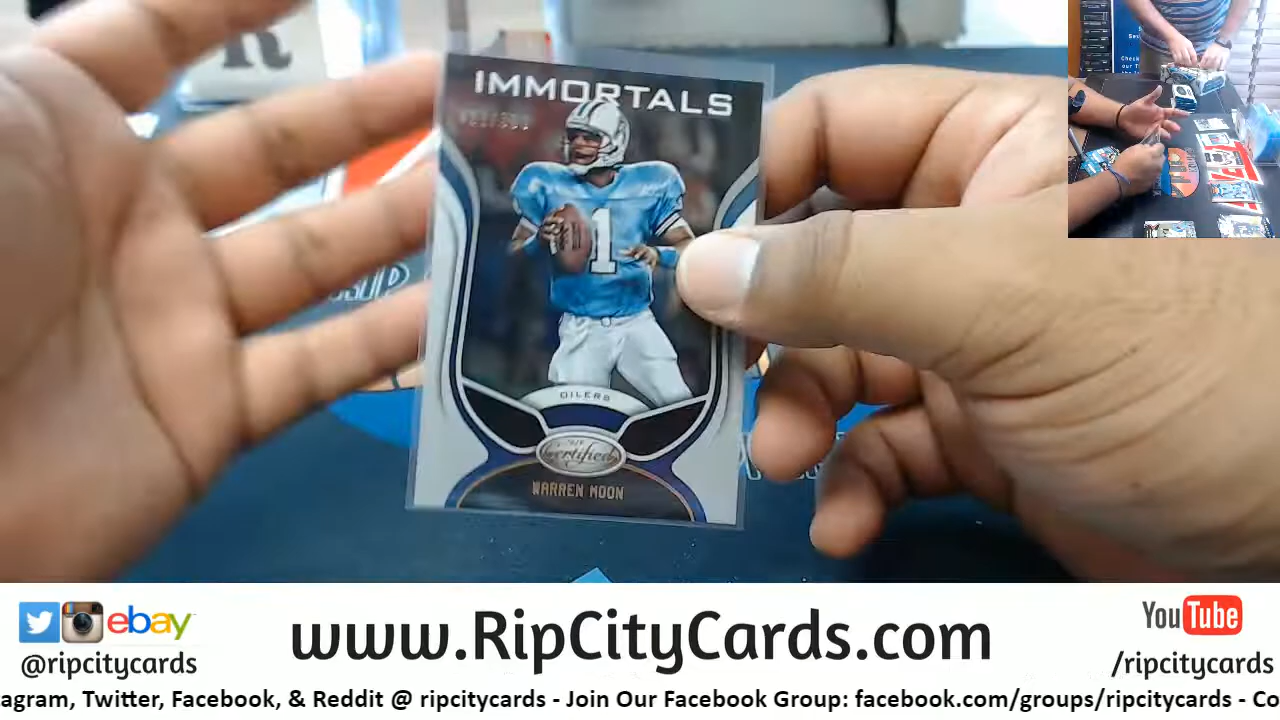 IMMORTALS
1
OILERS
Certified
WARREN MOON
R
ebay
@ripcitycards
www.RipCityCards.com
YouTube
/ripcitycards
agram, Twitter, Facebook, & Reddit @ ripcitycards - Join Our Facebook Group: facebook.com/groups/ripcitycards - Co